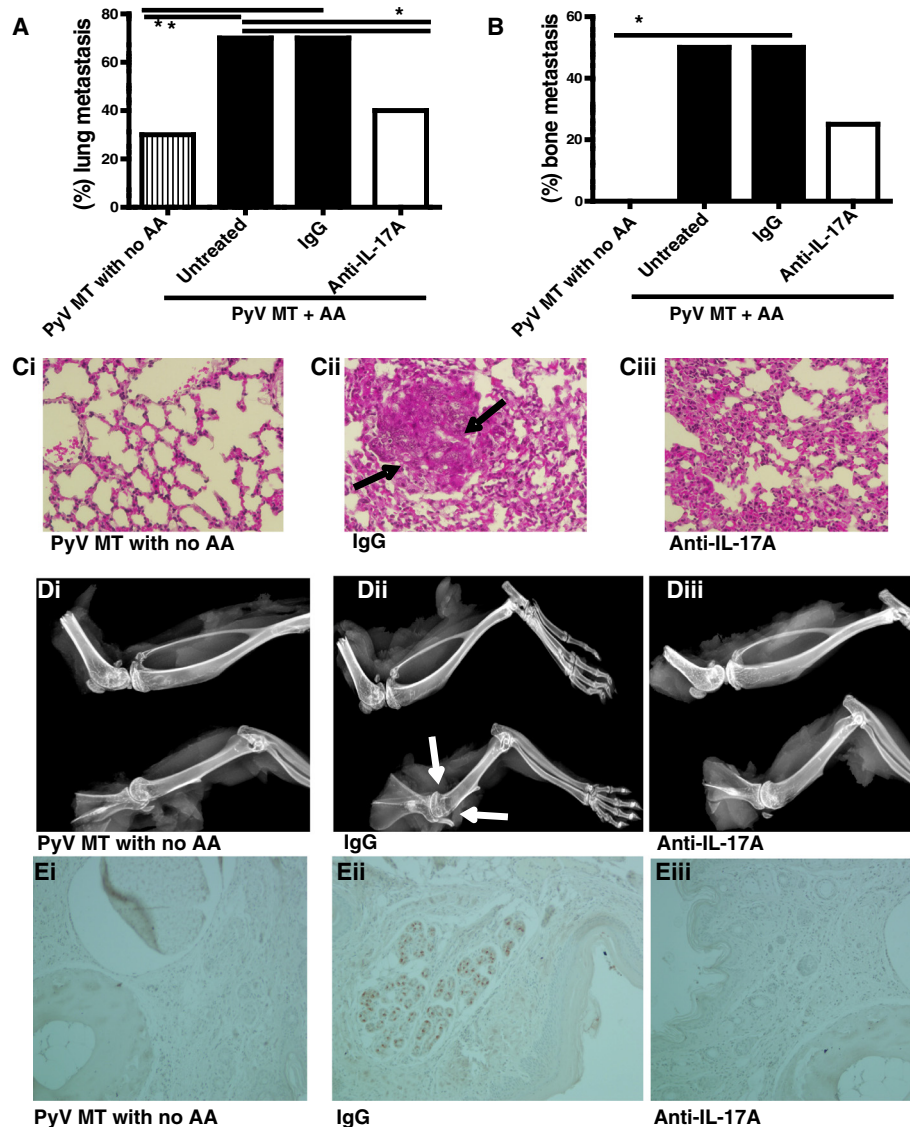 A
(%) lung metastasis
80
60
40
20
0
* *
*
PyV MT with no AA
Untreated
IgG
Anti-IL-17A
PyV MT + AA
B
(%) bone metastasis
60
40
20
0
*
PyV MT with no AA
Untreated
IgG
Anti-IL-17A
PyV MT + AA
Ci
PyV MT with no AA
Cii
IgG
Ciii
Anti-IL-17A
Di
PyV MT with no AA
Dii
IgG
Diii
Anti-IL-17A
Ei
PyV MT with no AA
Eii
IgG
Eiii
Anti-IL-17A